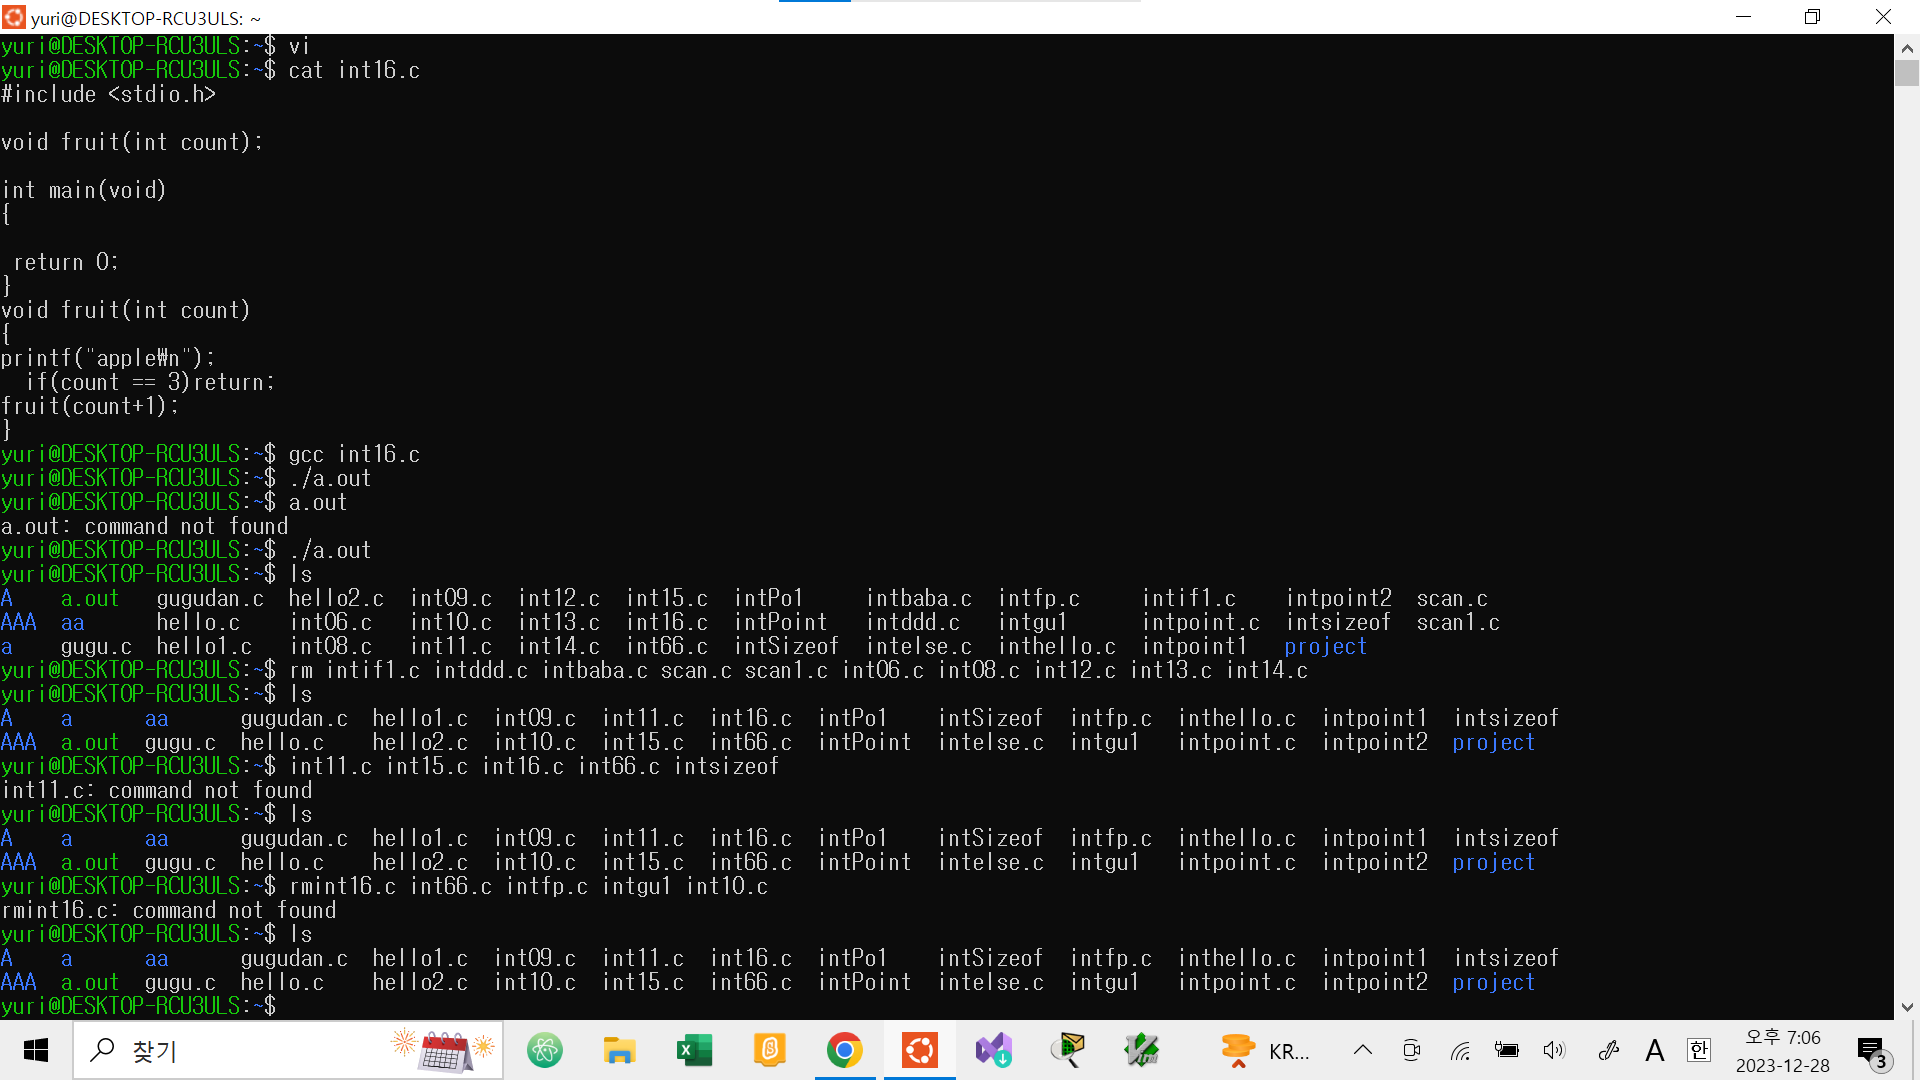 yuri@DESKTOP-RCU3ULS: ~
yuri@DESKTOP-RCU3ULS:~$ vi
yuri@DESKTOP-RCU3ULS:~$ cat int16.c
#include <stdio.h>
void fruit(int count);
int main(void)
{
 return 0;
}
void fruit(int count)
{
printf("apple₩n");
  if(count == 3)return;
fruit(count+1);
}
yuri@DESKTOP-RCU3ULS:~$ gcc int16.c
yuri@DESKTOP-RCU3ULS:~$ ./a.out
yuri@DESKTOP-RCU3ULS:~$ a.out
a.out: command not found
yuri@DESKTOP-RCU3ULS:~$ ./a.out
yuri@DESKTOP-RCU3ULS:~$ ls
A    a.out   gugudan.c  hello2.c  int09.c  int12.c  int15.c  intPo1     intbaba.c  intfp.c     intif1.c    intpoint2  scan.c
AAA  aa      hello.c    int06.c   int10.c  int13.c  int16.c  intPoint   intddd.c   intgu1      intpoint.c  intsizeof  scan1.c
a    gugu.c  hello1.c   int08.c   int11.c  int14.c  int66.c  intSizeof  intelse.c  inthello.c  intpoint1   project
yuri@DESKTOP-RCU3ULS:~$ rm intif1.c intddd.c intbaba.c scan.c scan1.c int06.c int08.c int12.c int13.c int14.c
yuri@DESKTOP-RCU3ULS:~$ ls
A    a      aa      gugudan.c  hello1.c  int09.c  int11.c  int16.c  intPo1    intSizeof  intfp.c  inthello.c  intpoint1  intsizeof
AAA  a.out  gugu.c  hello.c    hello2.c  int10.c  int15.c  int66.c  intPoint  intelse.c  intgu1   intpoint.c  intpoint2  project
yuri@DESKTOP-RCU3ULS:~$ int11.c int15.c int16.c int66.c intsizeof
int11.c: command not found
yuri@DESKTOP-RCU3ULS:~$ ls
A    a      aa      gugudan.c  hello1.c  int09.c  int11.c  int16.c  intPo1    intSizeof  intfp.c  inthello.c  intpoint1  intsizeof
AAA  a.out  gugu.c  hello.c    hello2.c  int10.c  int15.c  int66.c  intPoint  intelse.c  intgu1   intpoint.c  intpoint2  project
yuri@DESKTOP-RCU3ULS:~$ rmint16.c int66.c intfp.c intgu1 int10.c
rmint16.c: command not found
yuri@DESKTOP-RCU3ULS:~$ ls
A    a      aa      gugudan.c  hello1.c  int09.c  int11.c  int16.c  intPo1    intSizeof  intfp.c  inthello.c  intpoint1  intsizeof
AAA  a.out  gugu.c  hello.c    hello2.c  int10.c  int15.c  int66.c  intPoint  intelse.c  intgu1   intpoint.c  intpoint2  project
yuri@DESKTOP-RCU3ULS:~$
찾기
KR...
A
한
오후 7:06
2023-12-28
3